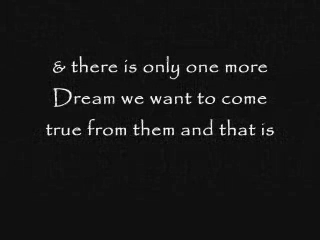 & there is only one more
Dream we want to come
true from them and that is